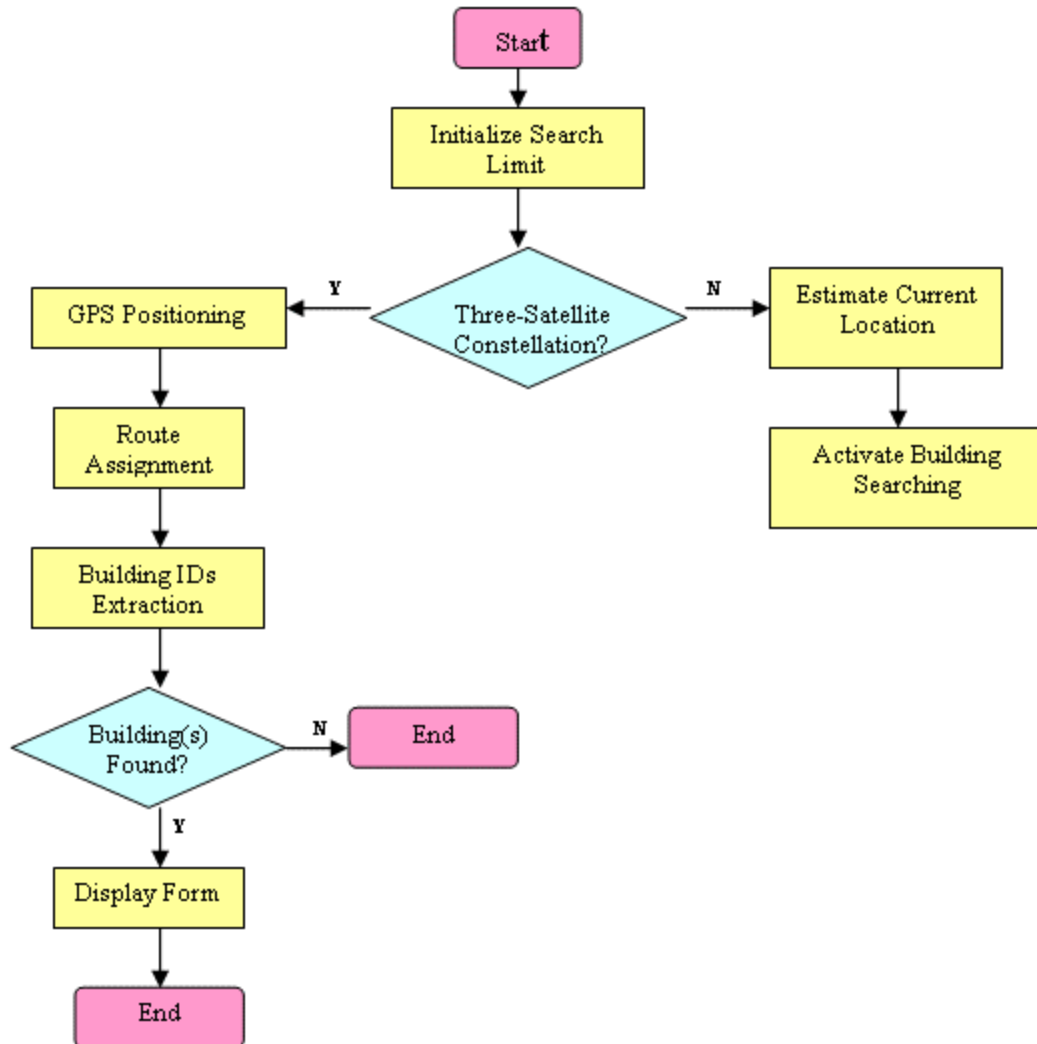 Start
Initialize Search
Limit
Three-Satellite
Constellation?
Y
N
GPS Positioning
Estimate Current
Location
Route
Assignment
Activate Building
Searching
Building IDs
Extraction
Building(s)
Found?
N
End
Y
Display Form
End